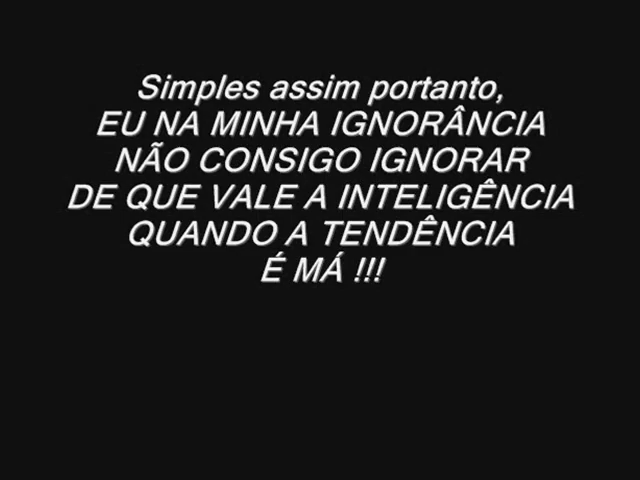 Simples assim portanto,
EU NA MINHA IGNORÂNCIA
NÃO CONSIGO IGNORAR
DE QUE VALE A INTELIGÊNCIA
QUANDO A TENDÊNCIA
É MÁ !!!